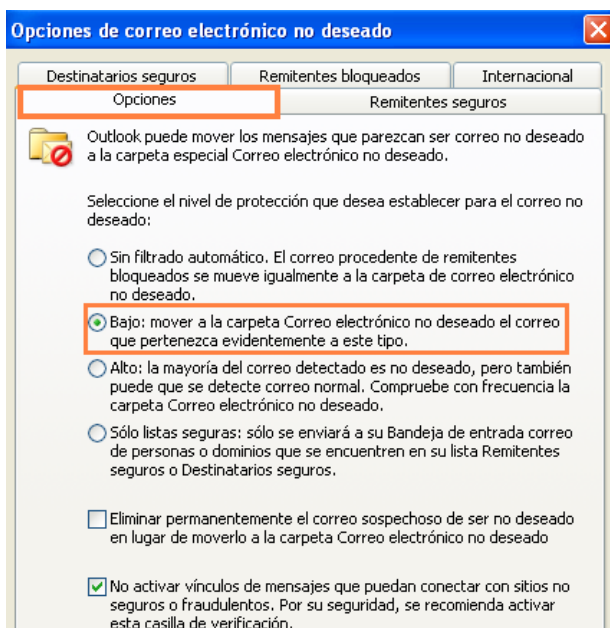 Opciones de correo electrónico no deseado
Destinatarios seguros Remitentes bloqueados Internacional
Opciones Remitentes seguros
Outlook puede mover los mensajes que parezcan ser correo no deseado
a la carpeta especial Correo electrónico no deseado.
Seleccione el nivel de protección que desea establecer para el correo no
deseado:
Sin filtrado automático. El correo procedente de remitentes
bloqueados se mueve igualmente a la carpeta de correo electrónico
no deseado.
Bajo: mover a la carpeta Correo electrónico no deseado el correo
que pertenezca evidentemente a este tipo.
Alto: la mayoría del correo detectado es no deseado, pero también
puede que se detecte correo normal. Compruebe con frecuencia la
carpeta Correo electrónico no deseado.
Sólo listas seguras: sólo se enviará a su Bandeja de entrada correo
de personas o dominios que se encuentren en su lista Remitentes
seguros o Destinatarios seguros.
Eliminar permanentemente el correo sospechoso de ser no deseado
en lugar de moverlo a la carpeta Correo electrónico no deseado
No activar vínculos de mensajes que puedan conectar con sitios no
seguros o fraudulentos. Por su seguridad, se recomienda activar
esta casilla de verificación.